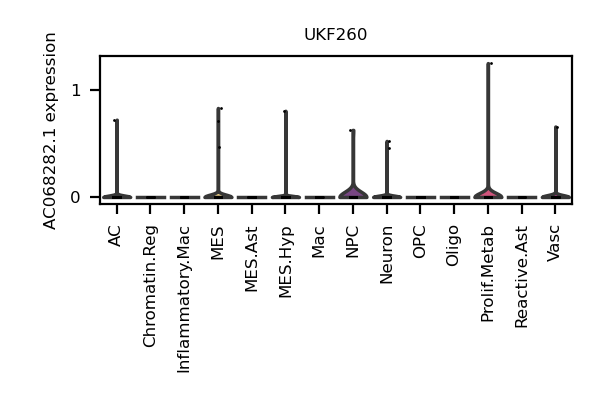 UKF260
AC068282.1 expression
1
0
AC
Chromatin.Reg
Inflammatory.Mac
MES
MES.Ast
MES.Hyp
Mac
NPC
Neuron
OPC
Oligo
Prolif.Metab
Reactive.Ast
Vasc